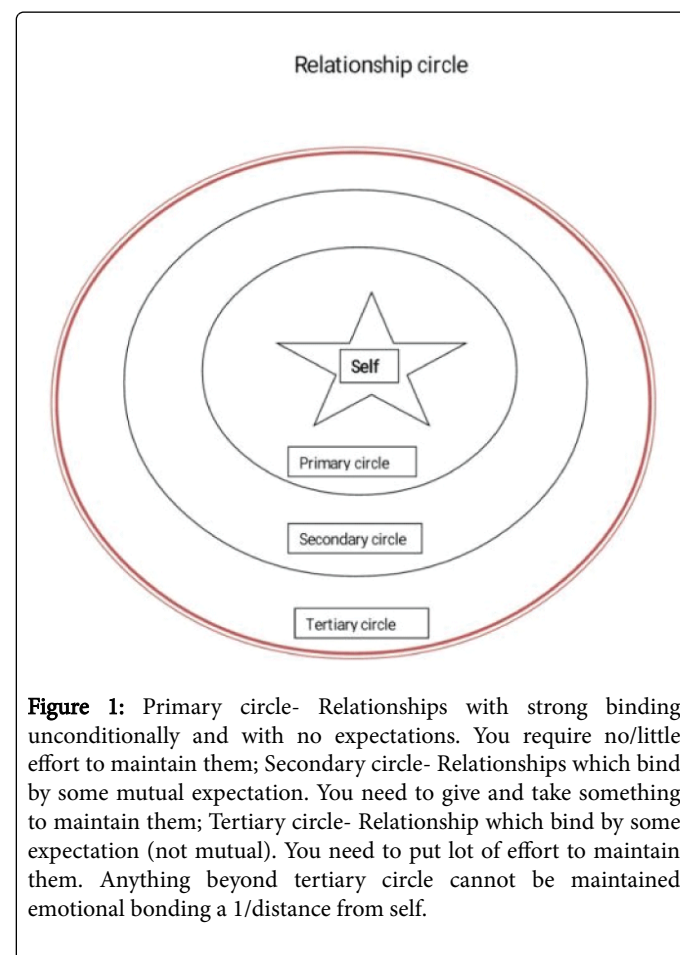 Relationship circle
Self
Primary circle
Secondary circle
Tertiary circle
Figure 1: Primary circle- Relationships with strong binding
unconditionally and with no expectations. You require no/little
effort to maintain them; Secondary circle- Relationships which bind
by some mutual expectation. You need to give and take something
to maintain them; Tertiary circle- Relationship which bind by some
expectation (not mutual). You need to put lot of effort to maintain
them. Anything beyond tertiary circle cannot be maintained
emotional bonding a 1/distance from self.